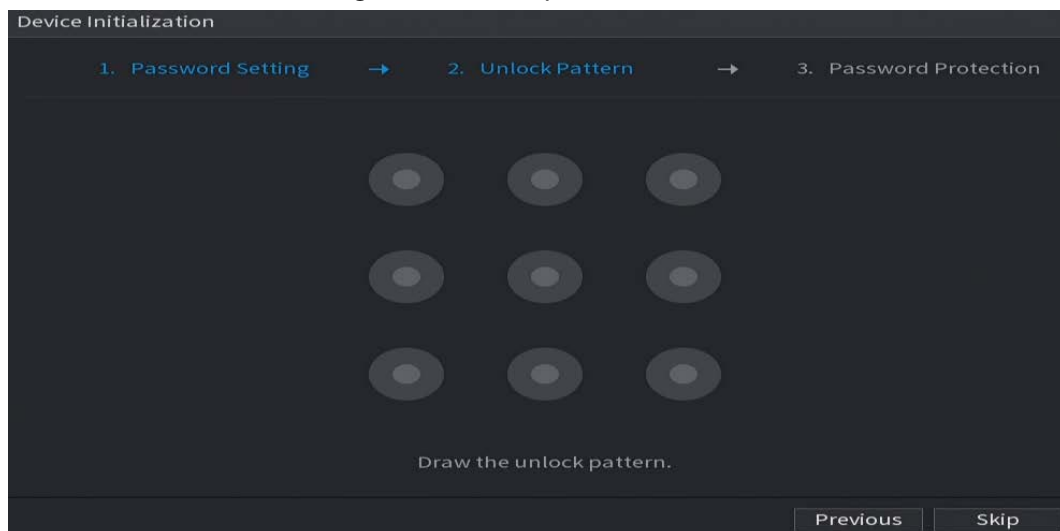 Device Initialization
1. Password Setting → 2. Unlock Pattern → 3. Password Protection
Draw the unlock pattern.
Previous Skip